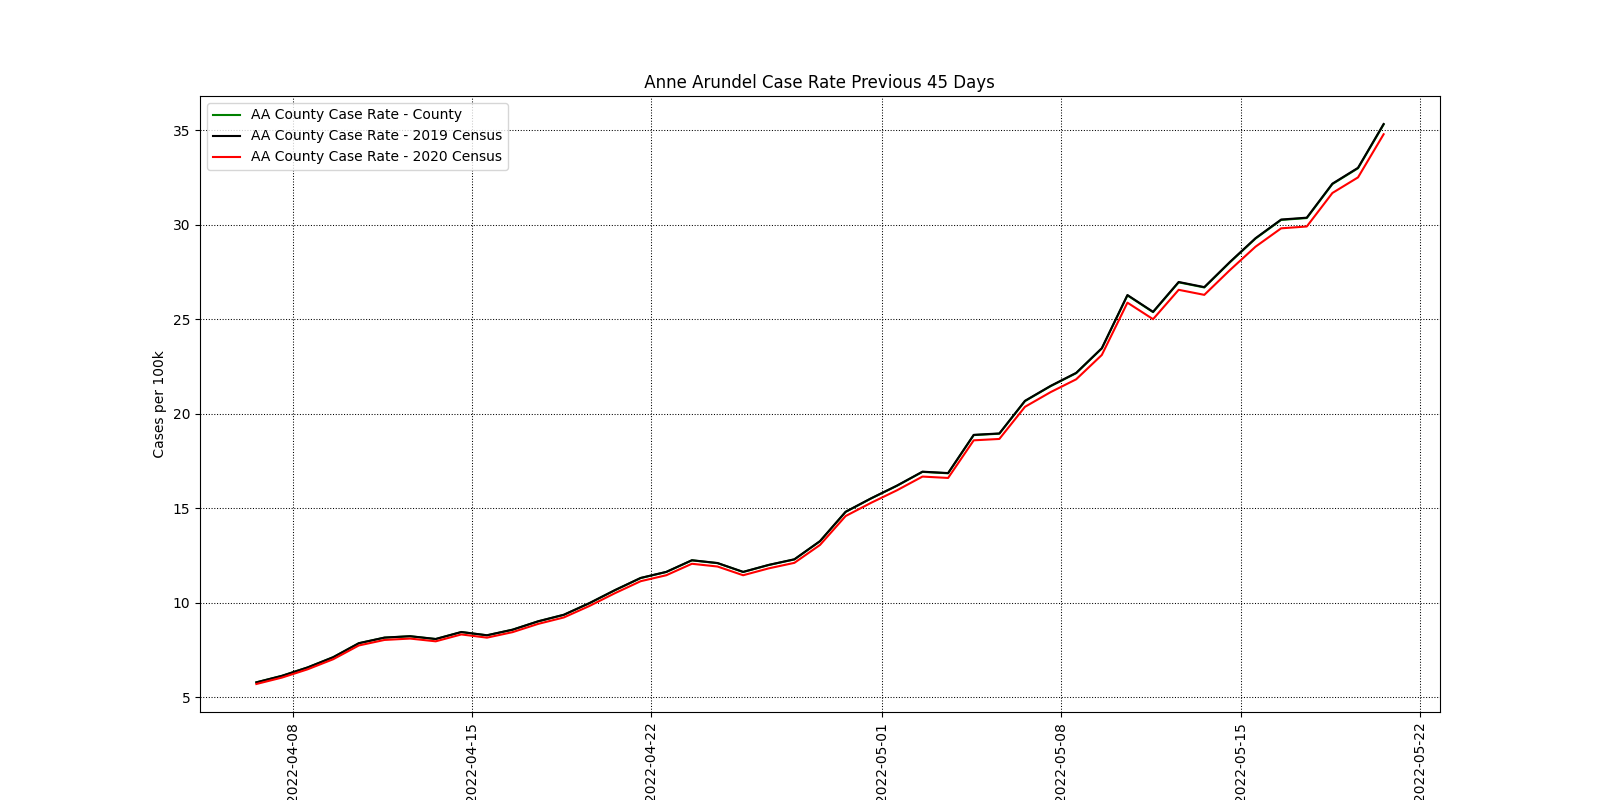 Anne Arundel Case Rate Previous 45 Days
AA County Case Rate - County
AA County Case Rate - 2019 Census
AA County Case Rate - 2020 Census
Cases per 100k
35
30
25
20
15
10
5
2022-04-08
2022-04-15
2022-04-22
2022-05-01
2022-05-08
2022-05-15
2022-05-22